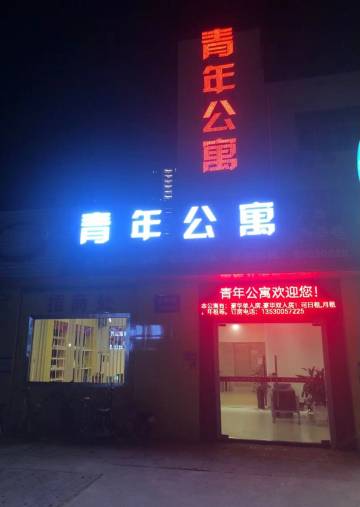 青年公寓
青年公寓
青年公寓欢迎您!
本公寓有:豪华单人房,豪华双人房!可日租,月租
,年租等。订房电话:13530057225